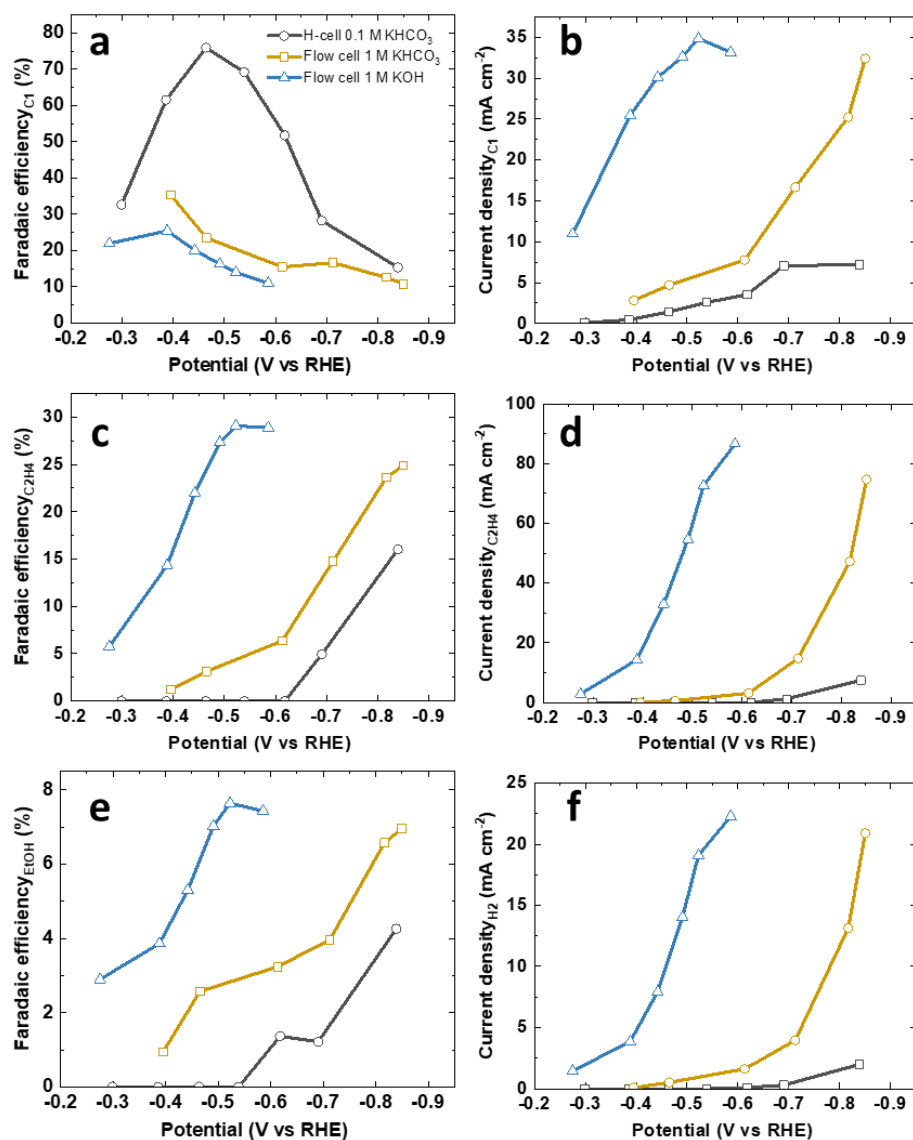 a
H-cell 0.1 M KHCO₃
Flow cell 1 M KHCO₃
Flow cell 1 M KOH
Faradaic efficiency_C1 (%)
80
70
60
50
40
30
20
10
0
-0.2 -0.3 -0.4 -0.5 -0.6 -0.7 -0.8 -0.9
Potential (V vs RHE)
b
Current density_C1 (mA cm⁻²)
35
30
25
20
15
10
5
0
-0.2 -0.3 -0.4 -0.5 -0.6 -0.7 -0.8 -0.9
Potential (V vs RHE)
c
Faradaic efficiency_C2H4 (%)
30
25
20
15
10
5
0
-0.2 -0.3 -0.4 -0.5 -0.6 -0.7 -0.8 -0.9
Potential (V vs RHE)
d
Current density_C2H4 (mA cm⁻²)
100
80
60
40
20
0
-0.2 -0.3 -0.4 -0.5 -0.6 -0.7 -0.8 -0.9
Potential (V vs RHE)
e
Faradaic efficiency_EtOH (%)
8
6
4
2
0
-0.2 -0.3 -0.4 -0.5 -0.6 -0.7 -0.8 -0.9
Potential (V vs RHE)
f
Current density_H2 (mA cm⁻²)
25
20
15
10
5
0
-0.2 -0.3 -0.4 -0.5 -0.6 -0.7 -0.8 -0.9
Potential (V vs RHE)